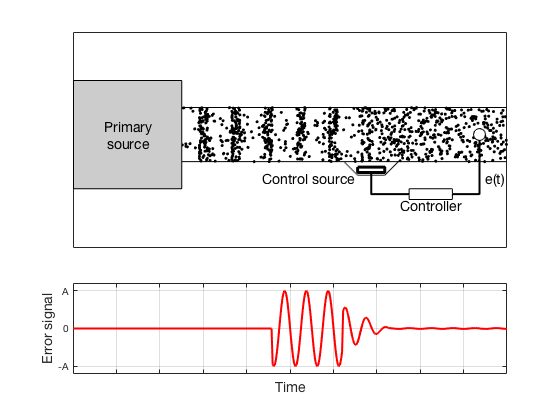 Primary
source
Control source
e(t)
Controller
A
0
-A
Error signal
Time